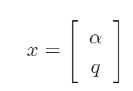 x = [ α
q ]